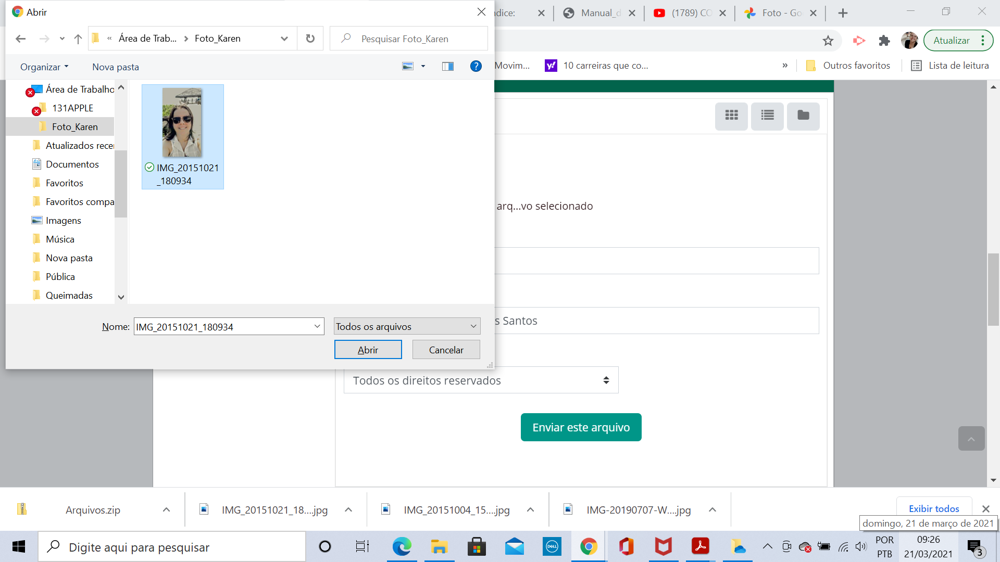 Abrir
ndice:
Manual_d
(1789) CO
Foto - Go
« Área de Trab... > Foto_Karen
Pesquisar Foto_Karen
Atualizar
Organizar
Nova pasta
Movim...
10 carreiras que co...
»
Outros favoritos
Lista de leitura
Área de Trabalho
131APPLE
Foto_Karen
Atualizados rece
Documentos
Favoritos
Favoritos compa
Imagens
Música
Nova pasta
Pública
Queimadas
IMG_20151021
_180934
arq...vo selecionado
s Santos
Nome: IMG_20151021_180934
Todos os arquivos
Abrir
Cancelar
Todos os direitos reservados
Enviar este arquivo
Arquivos.zip
IMG_20151021_18....jpg
IMG_20151004_15....jpg
IMG-20190707-W....jpg
Exibir todos
domingo, 21 de março de 2021
Digite aqui para pesquisar
DELL
POR
PTB
09:26
21/03/2021
3